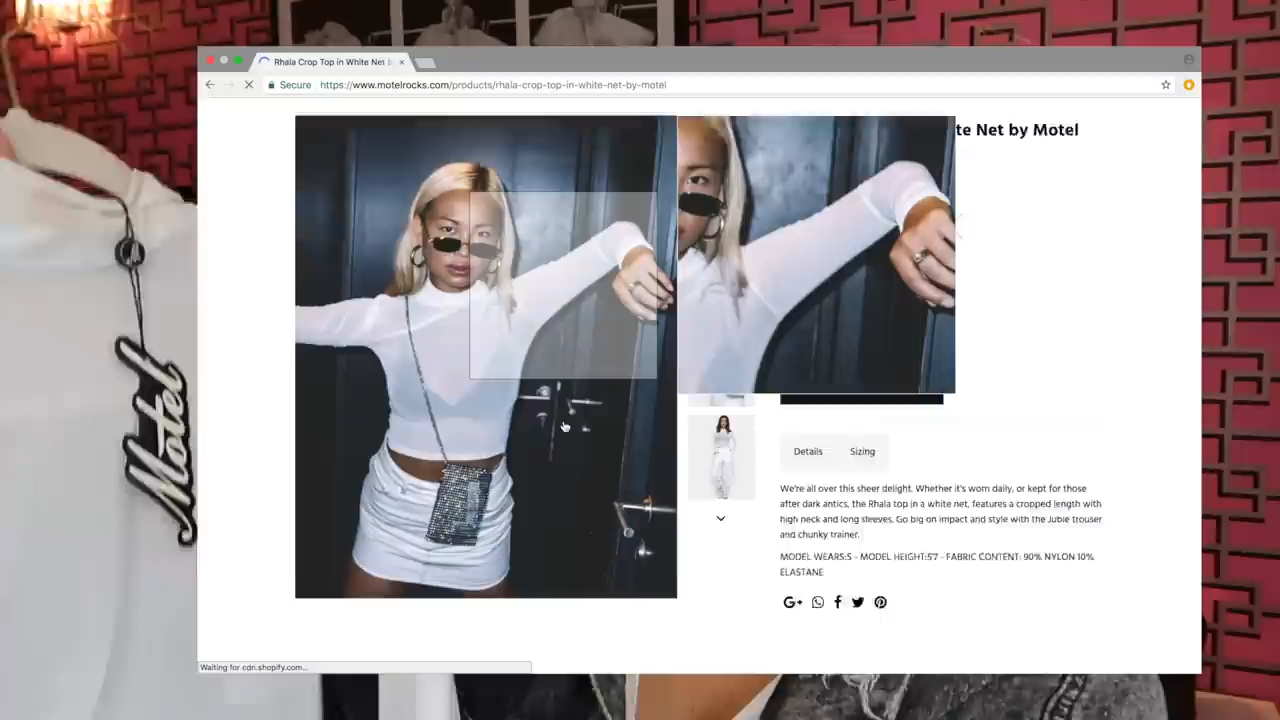 Rhala Crop Top in White Net b
Secure https://www.motelrocks.com/products/rhala-crop-top-in-white-net-by-motel
te Net by Motel
Motel
Details Sizing
We're all over this sheer delight. Whether it's worn daily, or kept for those
after dark antics, the Rhala top in a white net, features a cropped length with
high neck and long sleeves. Go big on impact and style with the Jubie trouser
and chunky trainer.
MODEL WEARS:S - MODEL HEIGHT:5'7 - FABRIC CONTENT: 90% NYLON 10%
ELASTANE
Waiting for cdn.shopify.com...